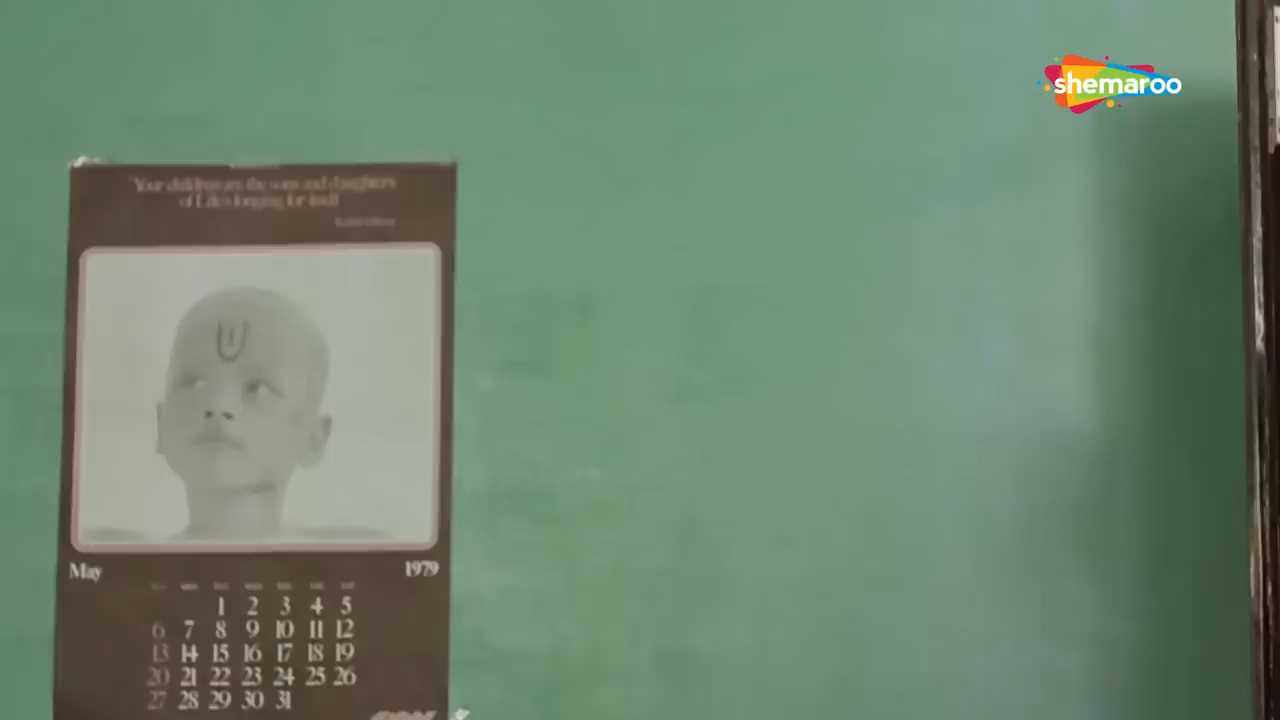 shemaroo
"Your children are the sons and daughters
of Life's longing for itself"
May 1979
1 2 3 4 5
6 7 8 9 10 11 12
13 14 15 16 17 18 19
20 21 22 23 24 25 26
27 28 29 30 31